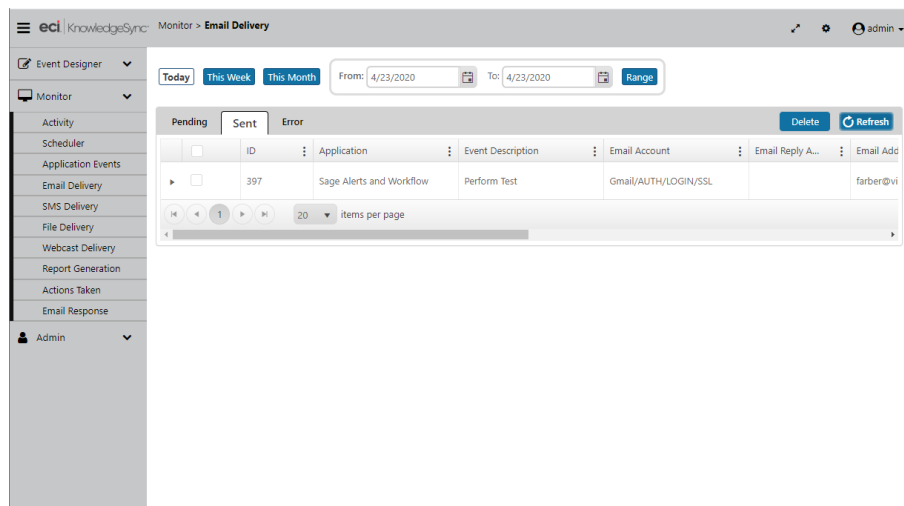 eci KnowledgeSync
Monitor > Email Delivery
admin
Event Designer
Monitor
Activity
Scheduler
Application Events
Email Delivery
SMS Delivery
File Delivery
Webcast Delivery
Report Generation
Actions Taken
Email Response
Admin
Today This Week This Month From: 4/23/2020 To: 4/23/2020 Range
Pending Sent Error Delete Refresh
ID Application Event Description Email Account Email Reply A... Email Add
397 Sage Alerts and Workflow Perform Test Gmail/AUTH/LOGIN/SSL farber@vi
1 20 items per page